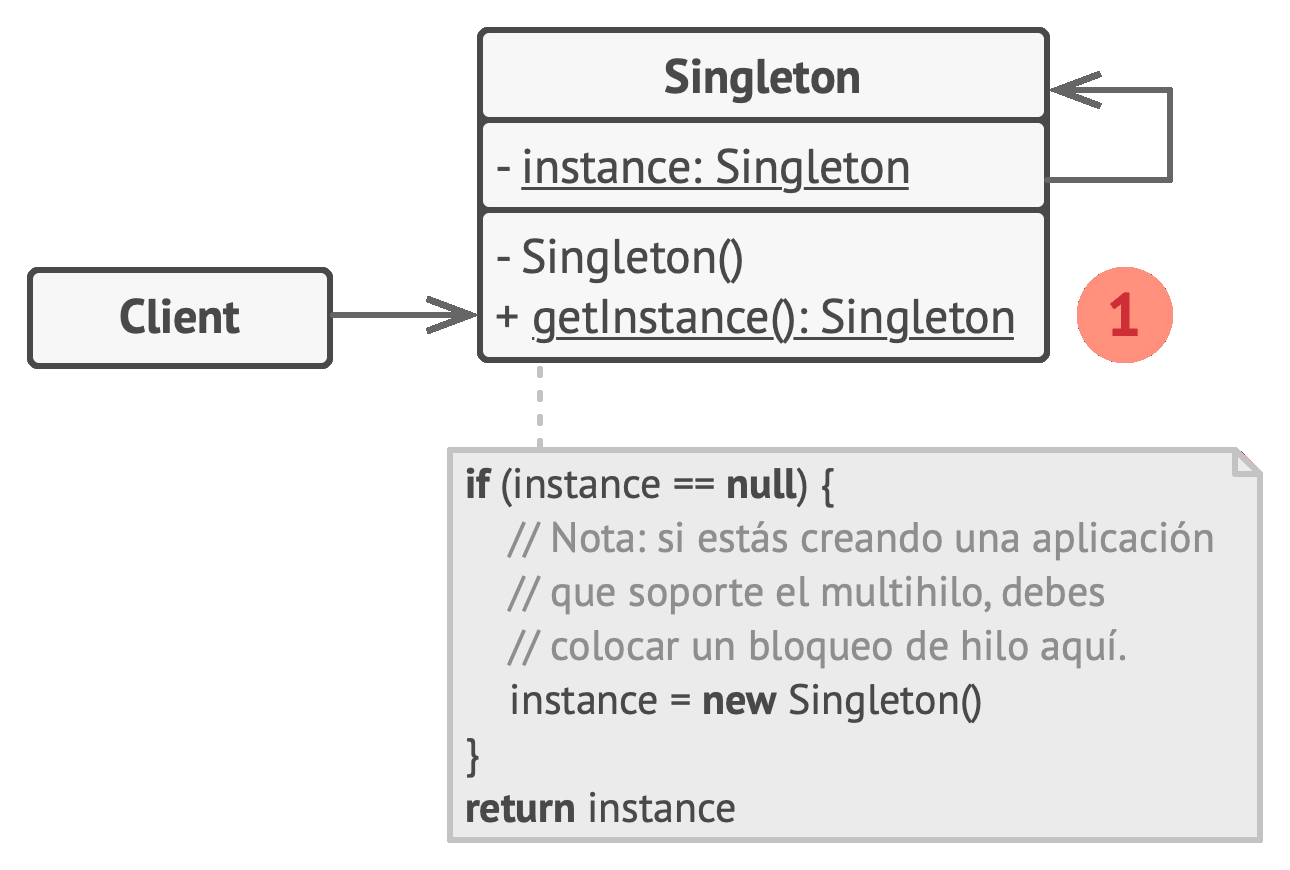 Singleton
- instance: Singleton
- Singleton()
+ getInstance(): Singleton
Client
1
if (instance == null) {
// Nota: si estás creando una aplicación
// que soporte el multihilo, debes
// colocar un bloqueo de hilo aquí.
instance = new Singleton()
}
return instance